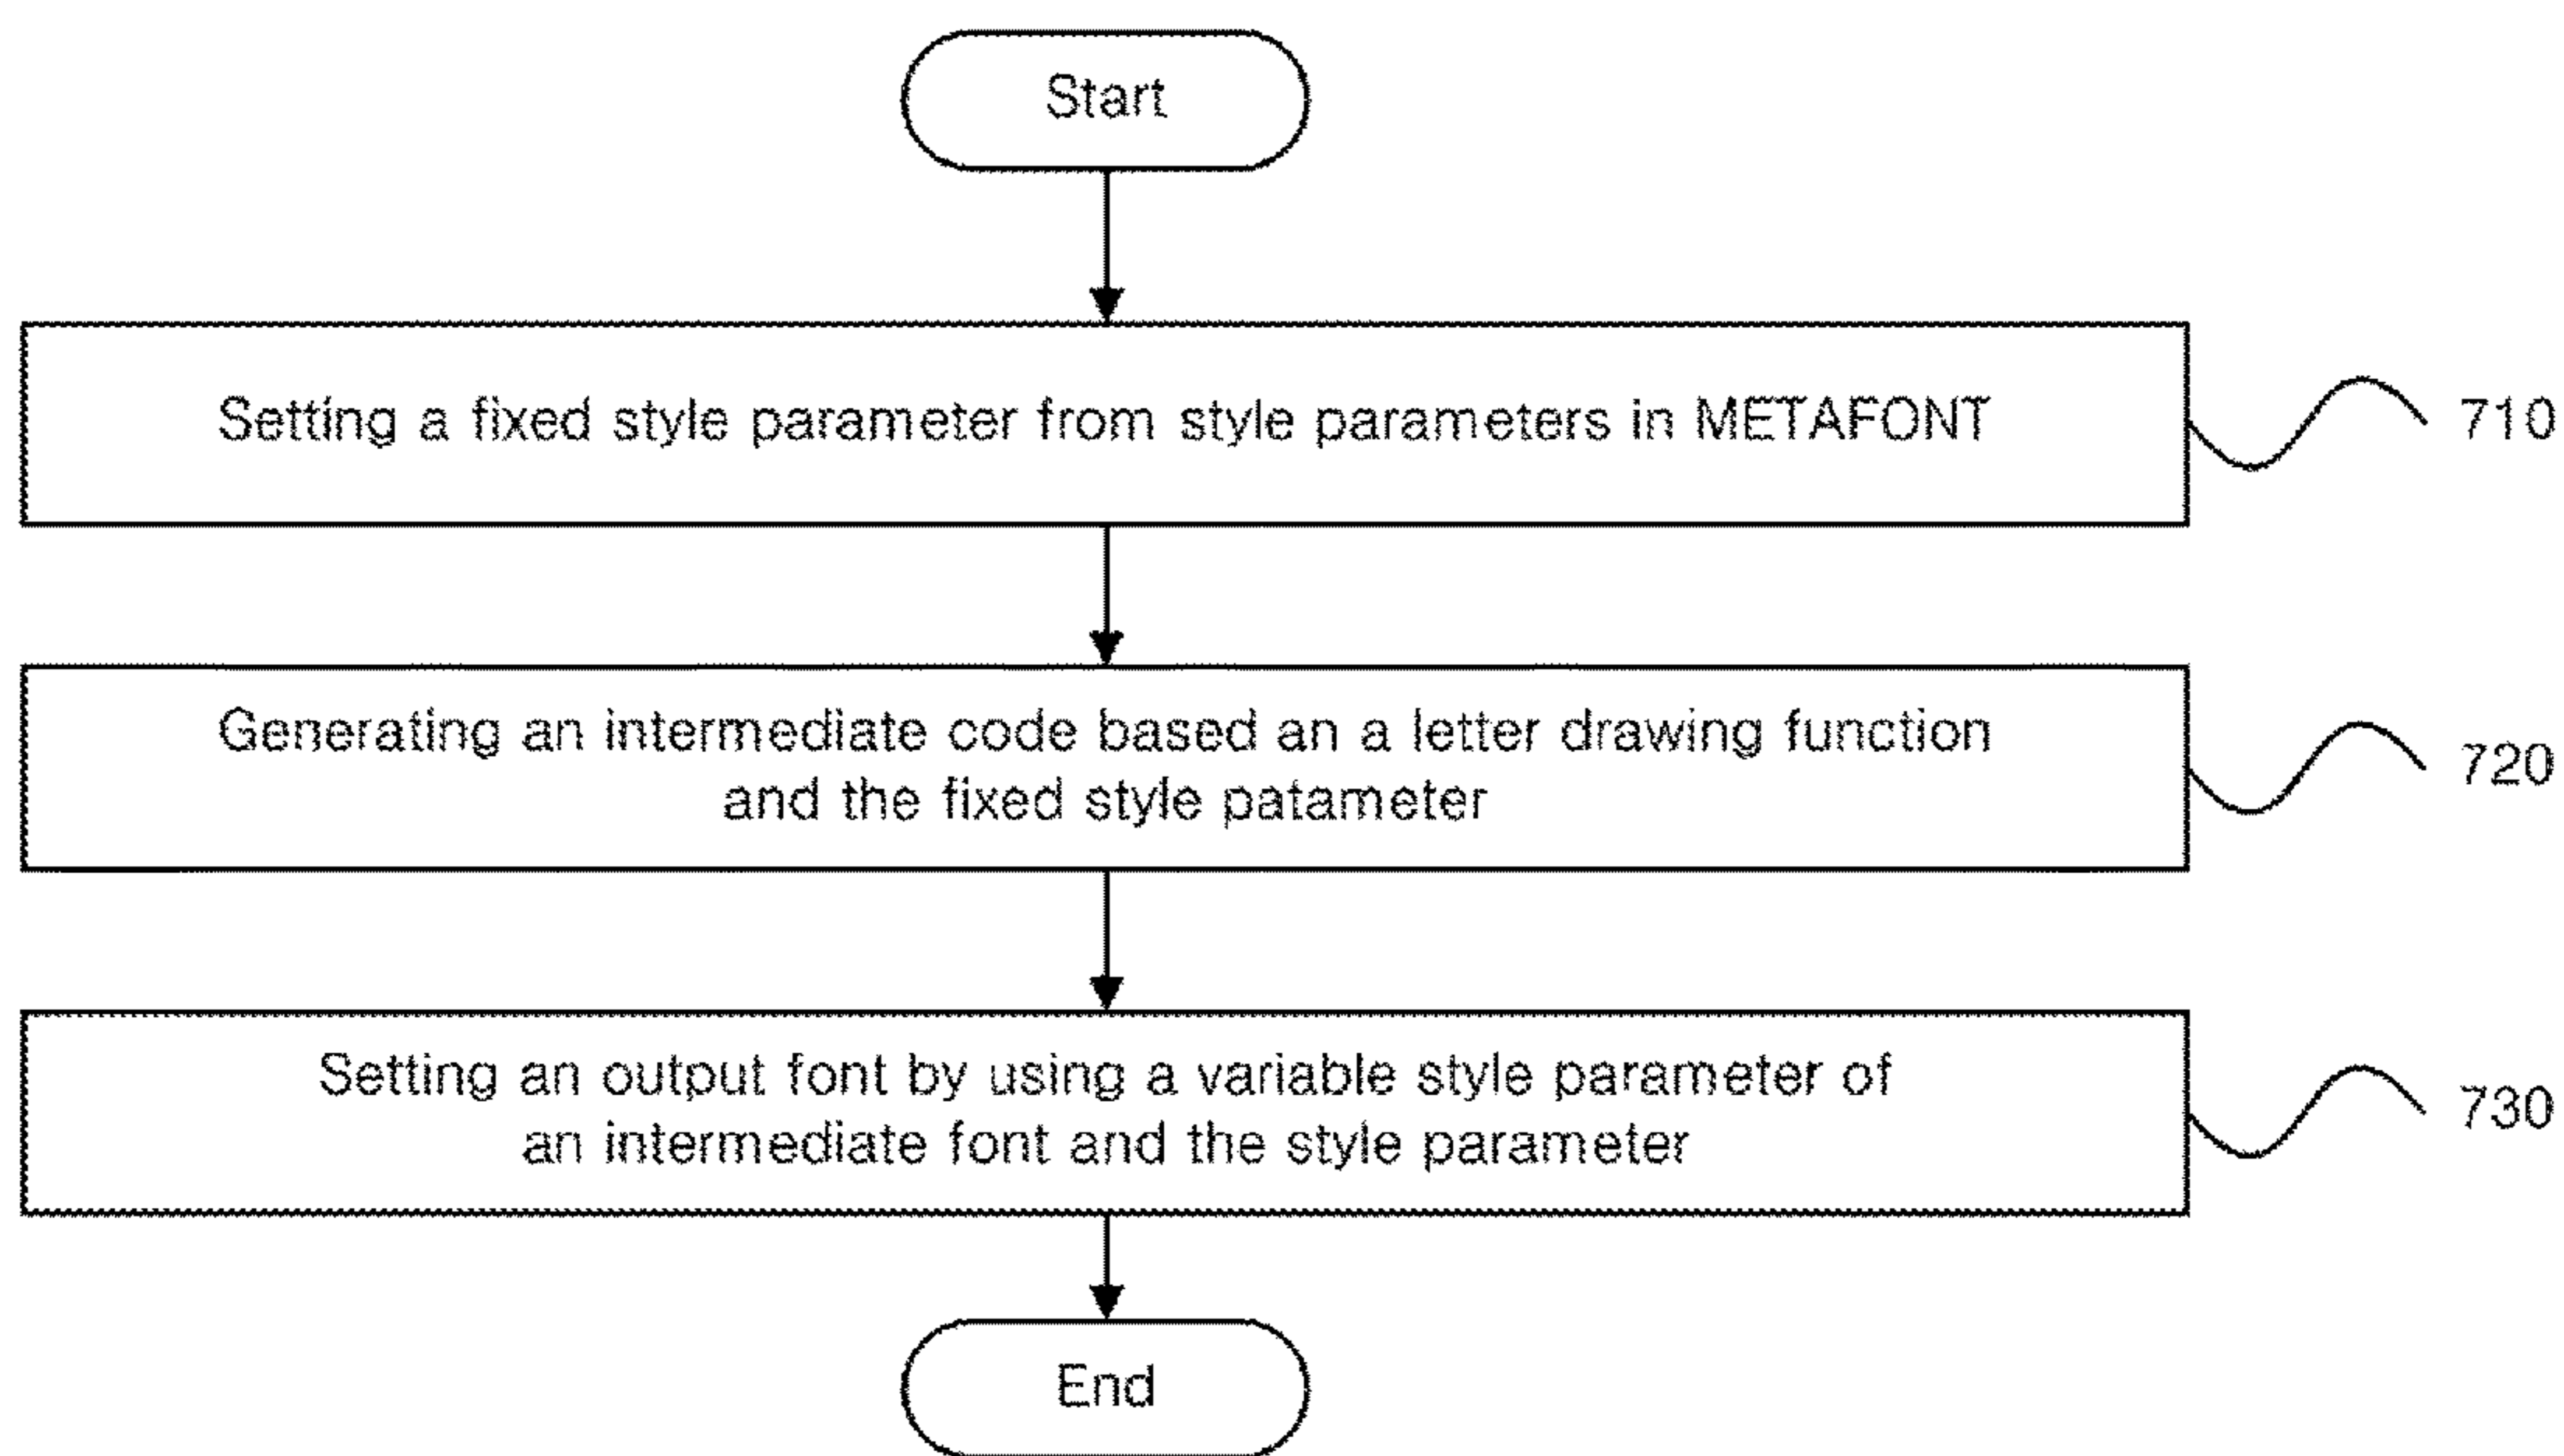 Start
Setting a fixed style parameter from style parameters in METAFONT
710
Generating an intermediate code based an a letter drawing function
and the fixed style patameter
720
Setting an output font by using a variable style parameter of
an intermediate font and the style parameter
730
End